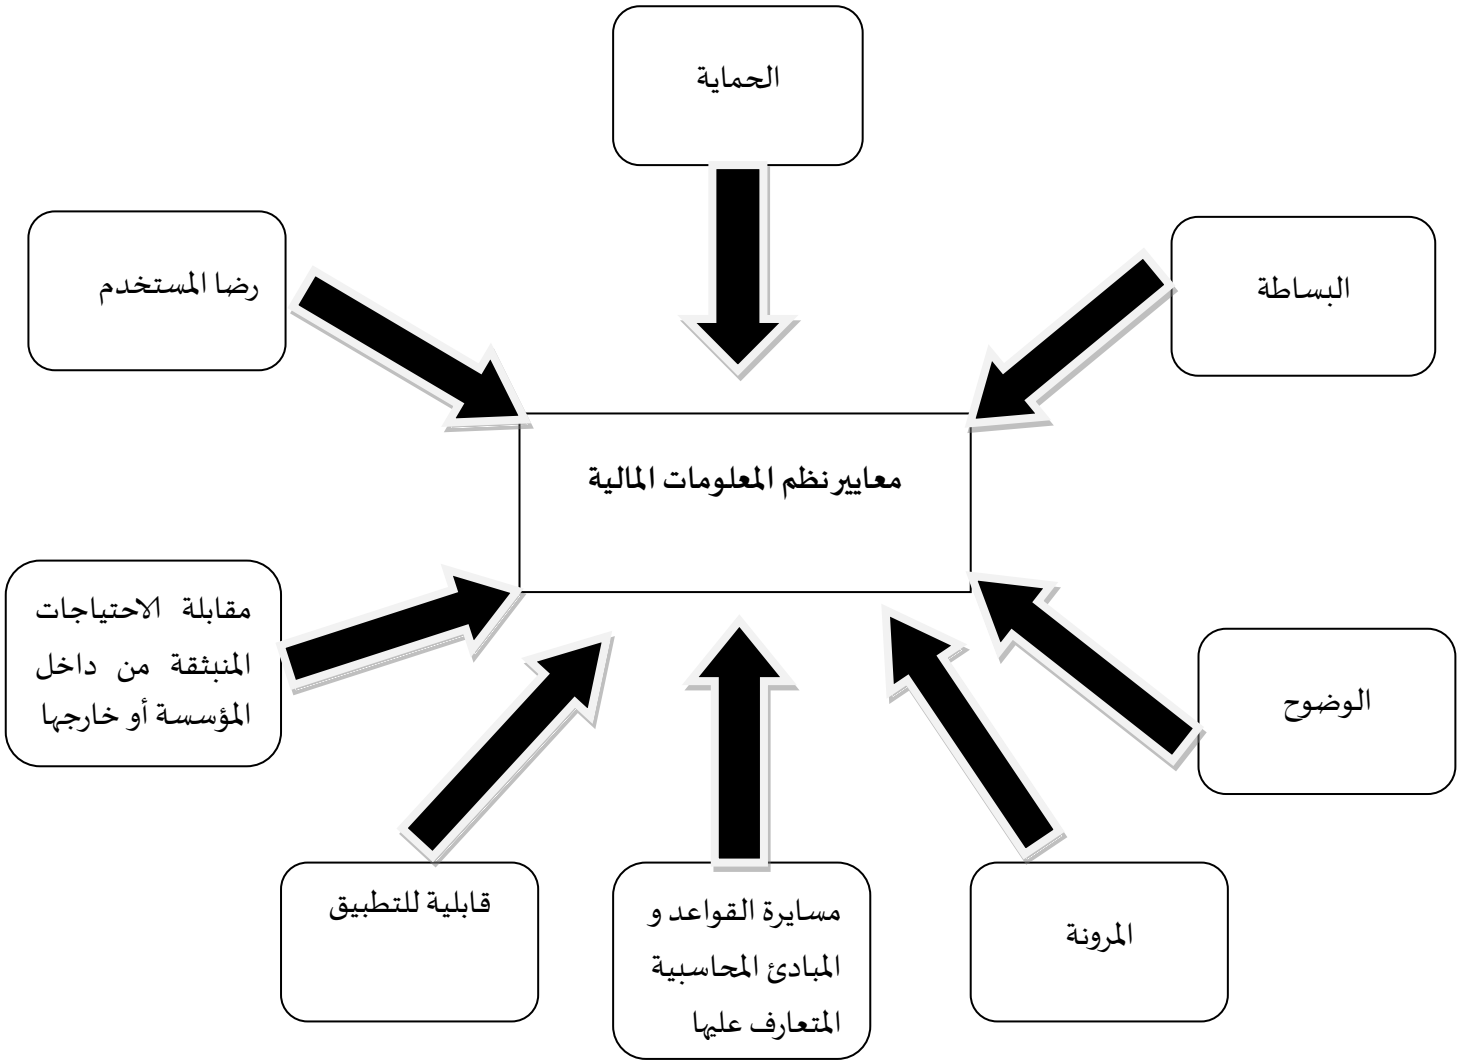 الحماية
البساطة
رضا المستخدم
معايير نظم المعلومات المالية
مقابلة الاحتياجات
المنبثقة من داخل
المؤسسة أو خارجها
الوضوح
قابلية للتطبيق
مسايرة القواعد و
المبادئ المحاسبية
المتعارف عليها
المرونة